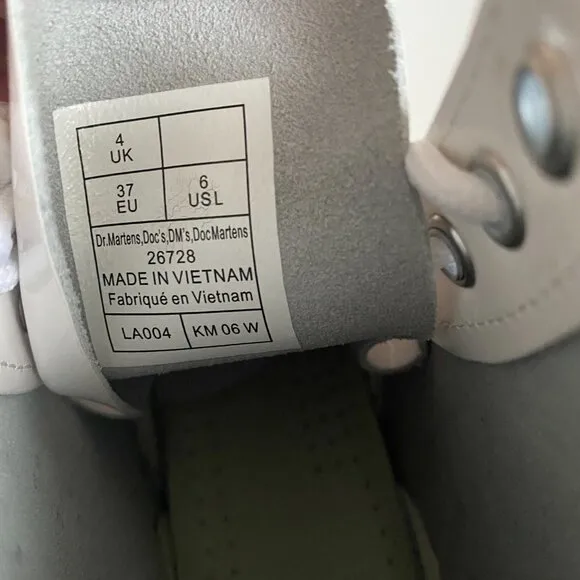 4
UK
37
EU
6
USL
Dr.Martens,Doc's,DM's,DocMartens
26728
MADE IN VIETNAM
Fabriqué en Vietnam
LA004
KM 06 W